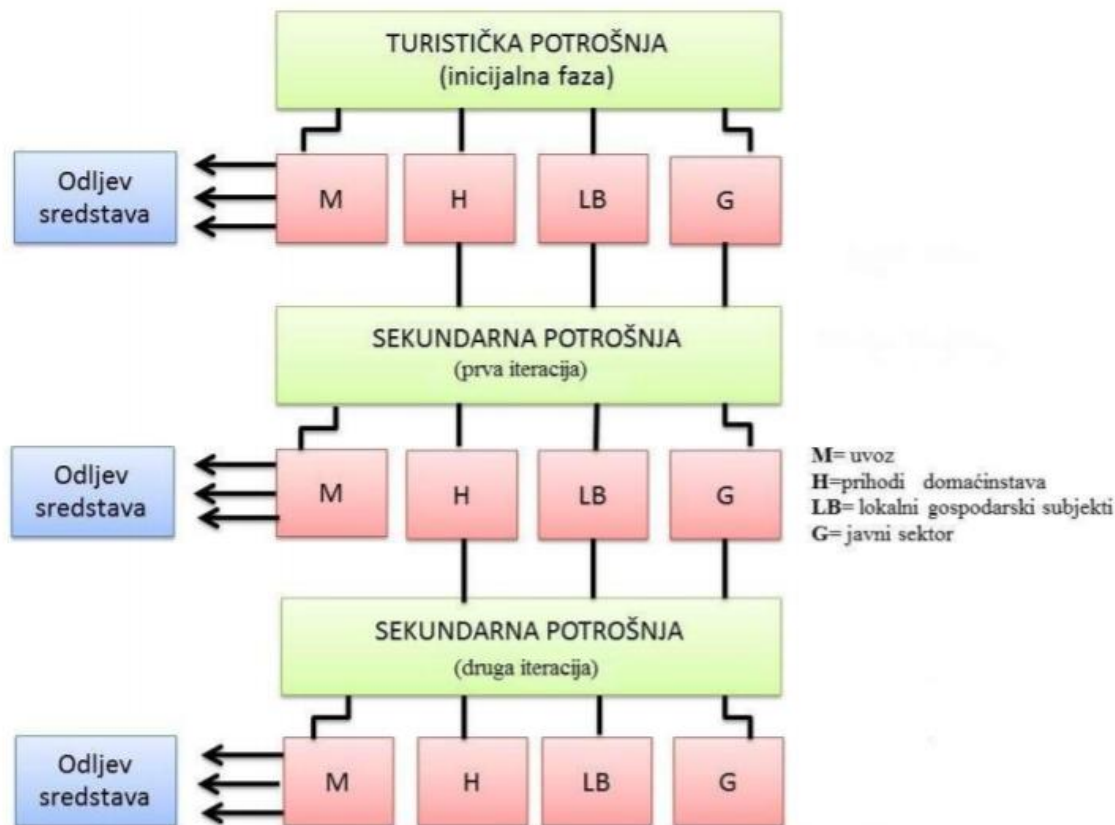 TURISTIČKA POTROŠNJA
(inicijalna faza)
Odljev
sredstava
M
H
LB
G
SEKUNDARNA POTROŠNJA
(prva iteracija)
Odljev
sredstava
M
H
LB
G
M= uvoz
H=prihodi domaćinstava
LB= lokalni gospodarski subjekti
G= javni sektor
SEKUNDARNA POTROŠNJA
(druga iteracija)
Odljev
sredstava
M
H
LB
G